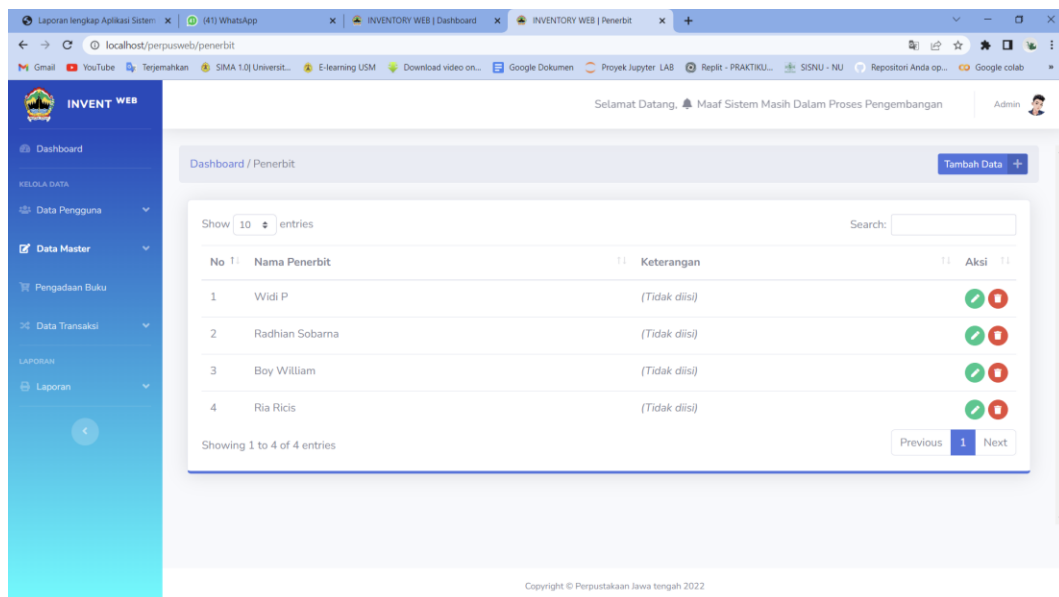 Laporan lengkap Aplikasi Sistem
(41) WhatsApp
INVENTORY WEB | Dashboard
INVENTORY WEB | Penerbit
localhost/perpusweb/penerbit
Gmail
YouTube
Terjemahkan
SIMA 1.0| Universit...
E-learning USM
Download video on...
Google Dokumen
Proyek Jupyter LAB
Replit - PRAKTIKU...
SISNU - NU
Repositori Anda op...
Google colab
INVENT WEB
Selamat Datang, Maaf Sistem Masih Dalam Proses Pengembangan
Admin
Dashboard
KELOLA DATA
Data Pengguna
Data Master
Pengadaan Buku
Data Transaksi
LAPORAN
Laporan
Dashboard / Penerbit
Tambah Data +
Show 10 entries
Search:
No Nama Penerbit Keterangan Aksi
1 Widi P (Tidak diisi)
2 Radhian Sobarna (Tidak diisi)
3 Boy William (Tidak diisi)
4 Ria Ricis (Tidak diisi)
Showing 1 to 4 of 4 entries
Previous 1 Next
Copyright © Perpustakaan Jawa tengah 2022